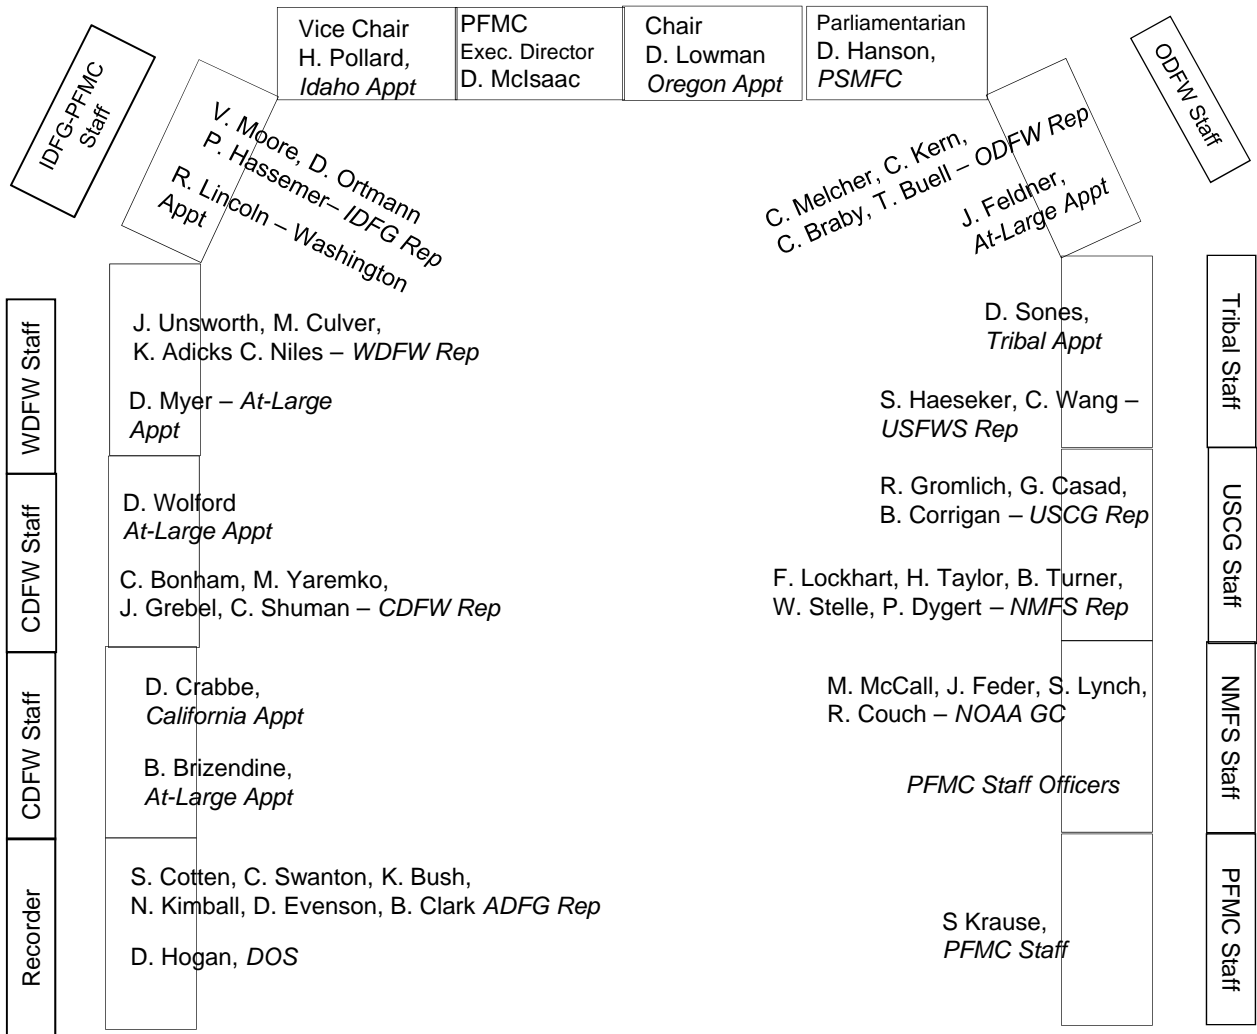 Vice Chair
H. Pollard,
Idaho Appt
PFMC
Exec. Director
D. McIsaac
Chair
D. Lowman
Oregon Appt
Parliamentarian
D. Hanson,
PSMFC
IDFG-PFMC
Staff
V. Moore, D. Ortmann
P. Hassemer– IDFG Rep
R. Lincoln – Washington
Appt
C. Melcher, C. Kern,
C. Braby, T. Buell – ODFW Rep
J. Feldner,
At-Large Appt
ODFW Staff
WDFW Staff
J. Unsworth, M. Culver,
K. Adicks C. Niles – WDFW Rep
D. Myer – At-Large
Appt
D. Sones,
Tribal Appt
S. Haeseker, C. Wang –
USFWS Rep
Tribal Staff
CDFW Staff
D. Wolford
At-Large Appt
C. Bonham, M. Yaremko,
J. Grebel, C. Shuman – CDFW Rep
R. Gromlich, G. Casad,
B. Corrigan – USCG Rep
F. Lockhart, H. Taylor, B. Turner,
W. Stelle, P. Dygert – NMFS Rep
USCG Staff
CDFW Staff
D. Crabbe,
California Appt
B. Brizendine,
At-Large Appt
M. McCall, J. Feder, S. Lynch,
R. Couch – NOAA GC
PFMC Staff Officers
NMFS Staff
Recorder
S. Cotten, C. Swanton, K. Bush,
N. Kimball, D. Evenson, B. Clark ADFG Rep
D. Hogan, DOS
S Krause,
PFMC Staff
PFMC Staff